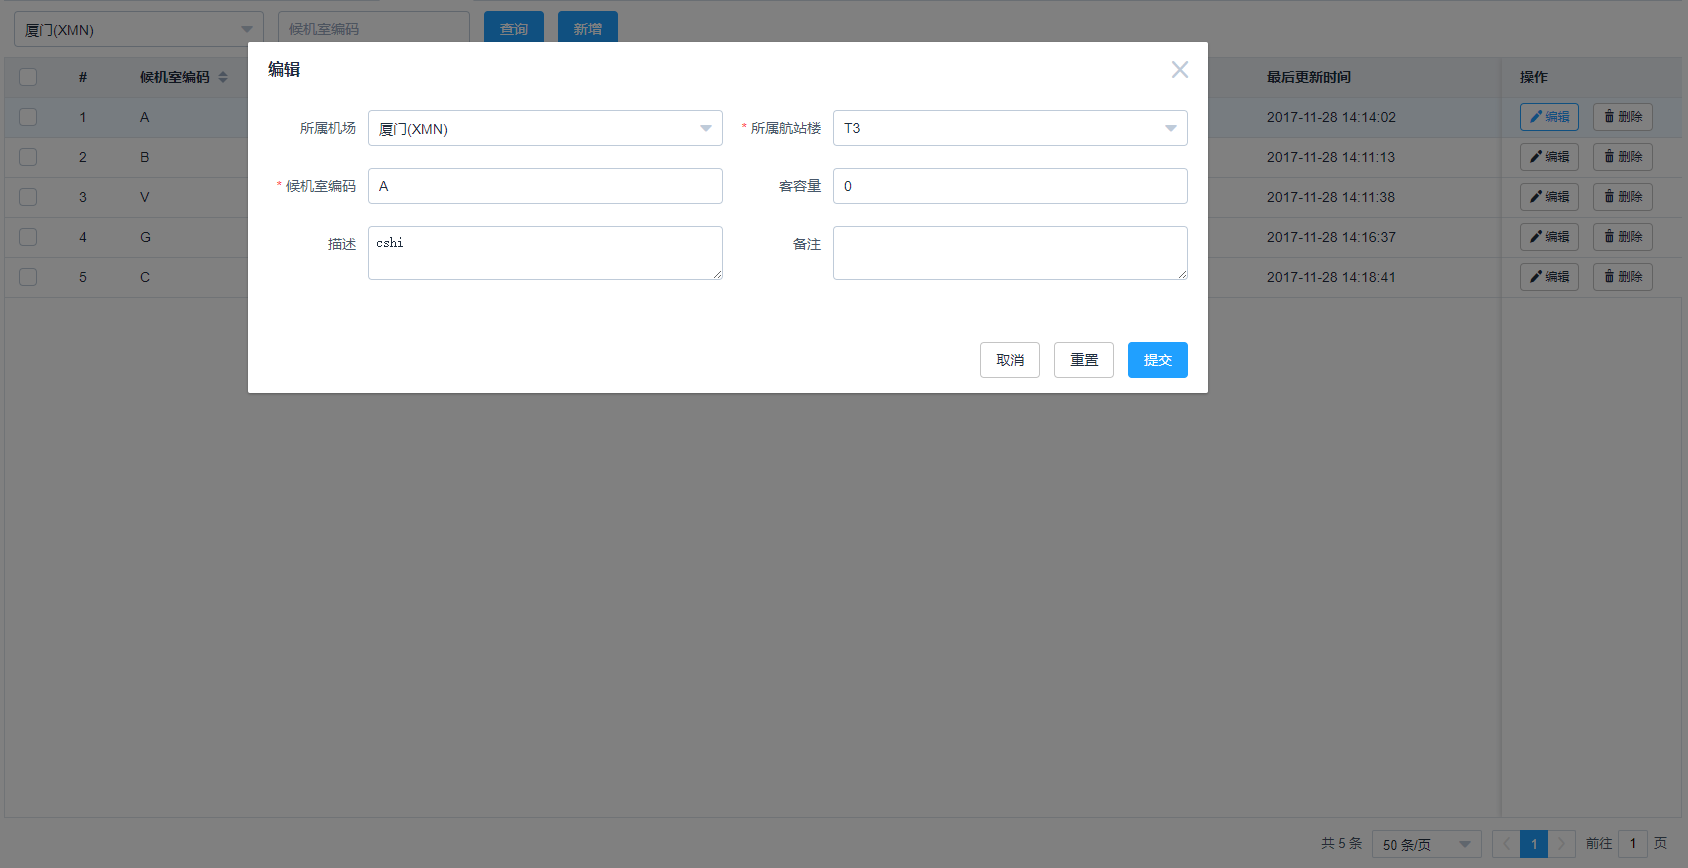 厦门(XMN) 候机室编码 查询 新增
编辑
# 候机室编码 最后更新时间 操作
所属机场 厦门(XMN) * 所属航站楼 T3
* 候机室编码 A 客容量 0
描述 cshi 备注
取消 重置 提交
1 A 2017-11-28 14:14:02 编辑 删除
2 B 2017-11-28 14:11:13 编辑 删除
3 V 2017-11-28 14:11:38 编辑 删除
4 G 2017-11-28 14:16:37 编辑 删除
5 C 2017-11-28 14:18:41 编辑 删除
共 5 条 50 条/页 1 前往 1 页